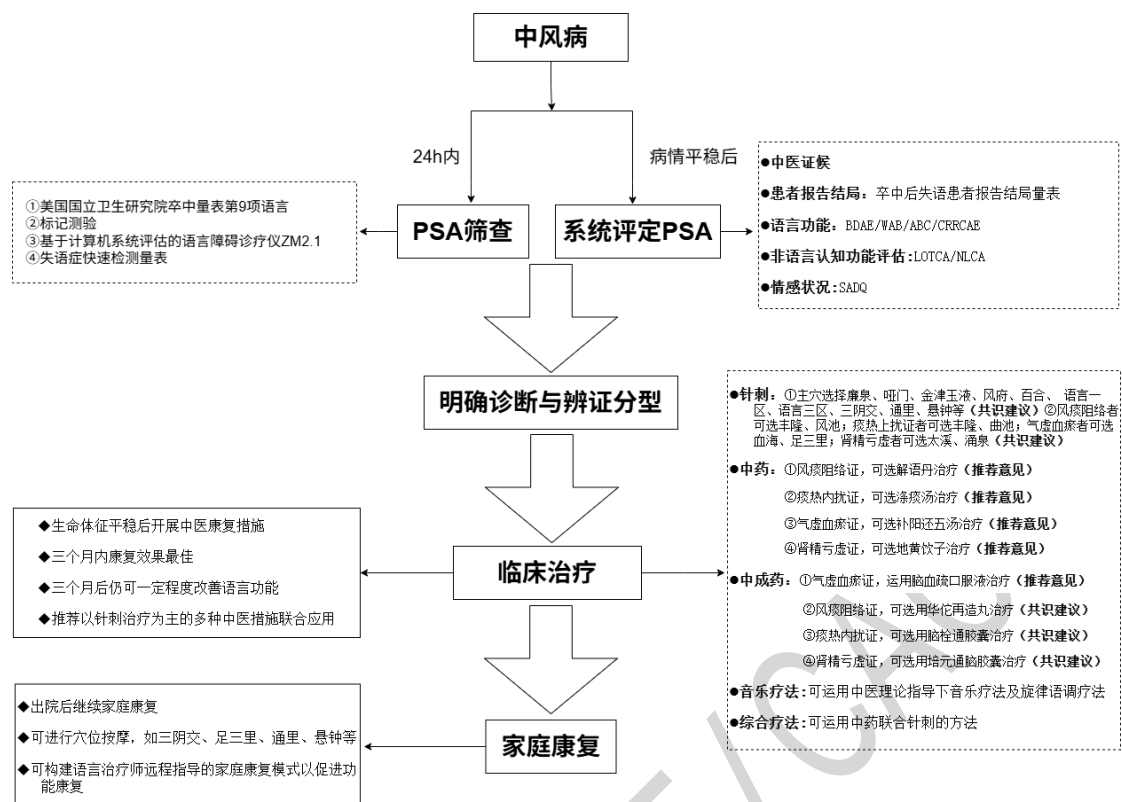 中风病
24h内
病情平稳后
①美国国立卫生研究院卒中量表第9项语言
②标记测验
③基于计算机系统评估的语言障碍诊疗仪ZM2.1
④失语症快速检测量表
PSA筛查
系统评定PSA
●中医证候
●患者报告结局：卒中后失语患者报告结局量表
●语言功能：BDAE/WAB/ABC/CRRCAE
●非语言认知功能评估:LOTCA/NLCA
●情感状况:SADQ
明确诊断与辨证分型
●针刺：①主穴选择廉泉、哑门、金津玉液、风府、百合、 语言一
区、语言三区、三阴交、通里、悬钟等（共识建议）②风痰阻络者
可选丰隆、风池；痰热上扰证者可选丰隆、曲池；气虚血瘀者可选
血海、足三里；肾精亏虚者可选太溪、涌泉（共识建议）
●中药：①风痰阻络证，可选解语丹治疗（推荐意见）
②痰热内扰证，可选涤痰汤治疗（推荐意见）
③气虚血瘀证，可选补阳还五汤治疗（推荐意见）
④肾精亏虚证，可选地黄饮子治疗（推荐意见）
●中成药：①气虚血瘀证，运用脑血疏口服液治疗（推荐意见）
②风痰阻络证，可选用华佗再造丸治疗（共识建议）
③痰热内扰证，可选用脑栓通胶囊治疗（共识建议）
④肾精亏虚证，可选用培元通脑胶囊治疗（共识建议）
●音乐疗法:可运用中医理论指导下音乐疗法及旋律语调疗法
●综合疗法:可运用中药联合针刺的方法
◆生命体征平稳后开展中医康复措施
◆三个月内康复效果最佳
◆三个月后仍可一定程度改善语言功能
◆推荐以针刺治疗为主的多种中医措施联合应用
临床治疗
◆出院后继续家庭康复
◆可进行穴位按摩，如三阴交、足三里、通里、悬钟等
◆可构建语言治疗师远程指导的家庭康复模式以促进功
能康复
家庭康复